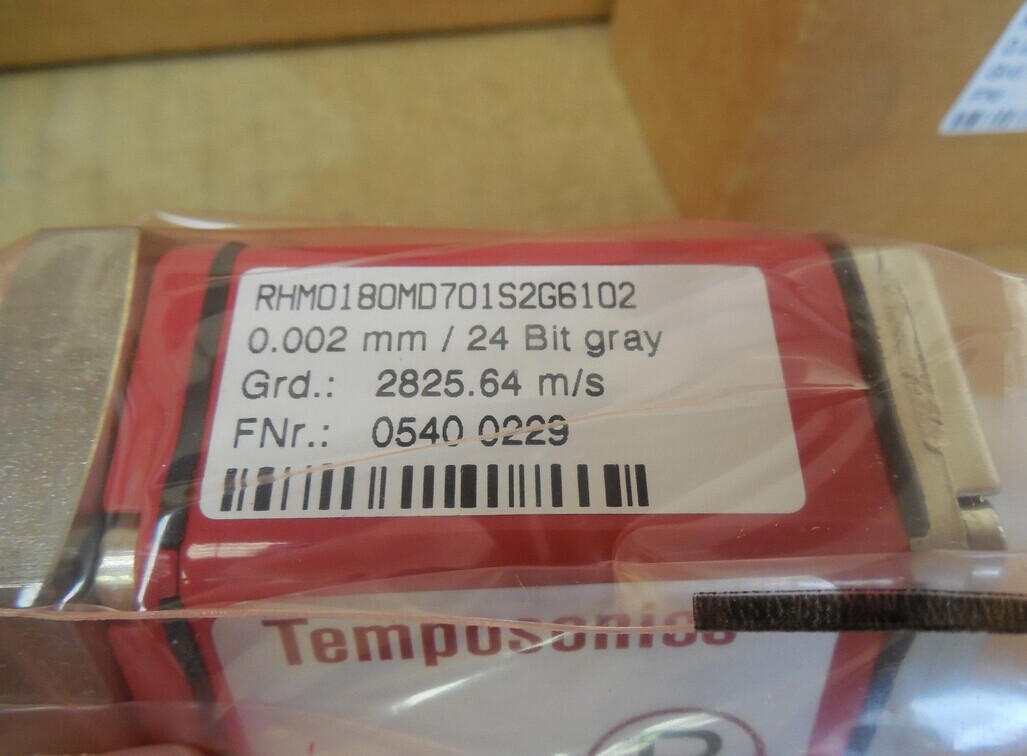 RHM0180MD701S2G6102
0.002 mm / 24 Bit gray
Grd.: 2825.64 m/s
FNr.: 0540 0229
Temposonics
R